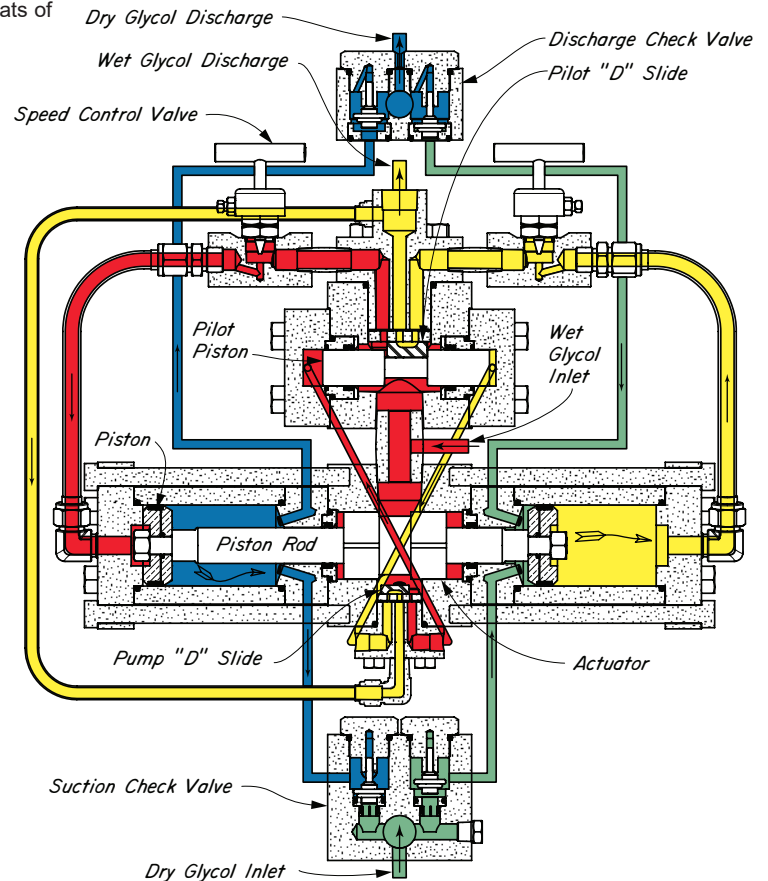 ats of
Dry Glycol Discharge
Wet Glycol Discharge
Discharge Check Valve
Pilot "D" Slide
Speed Control Valve
Pilot
Piston
Wet
Glycol
Inlet
Piston
Piston Rod
Pump "D" Slide
Actuator
Suction Check Valve
Dry Glycol Inlet